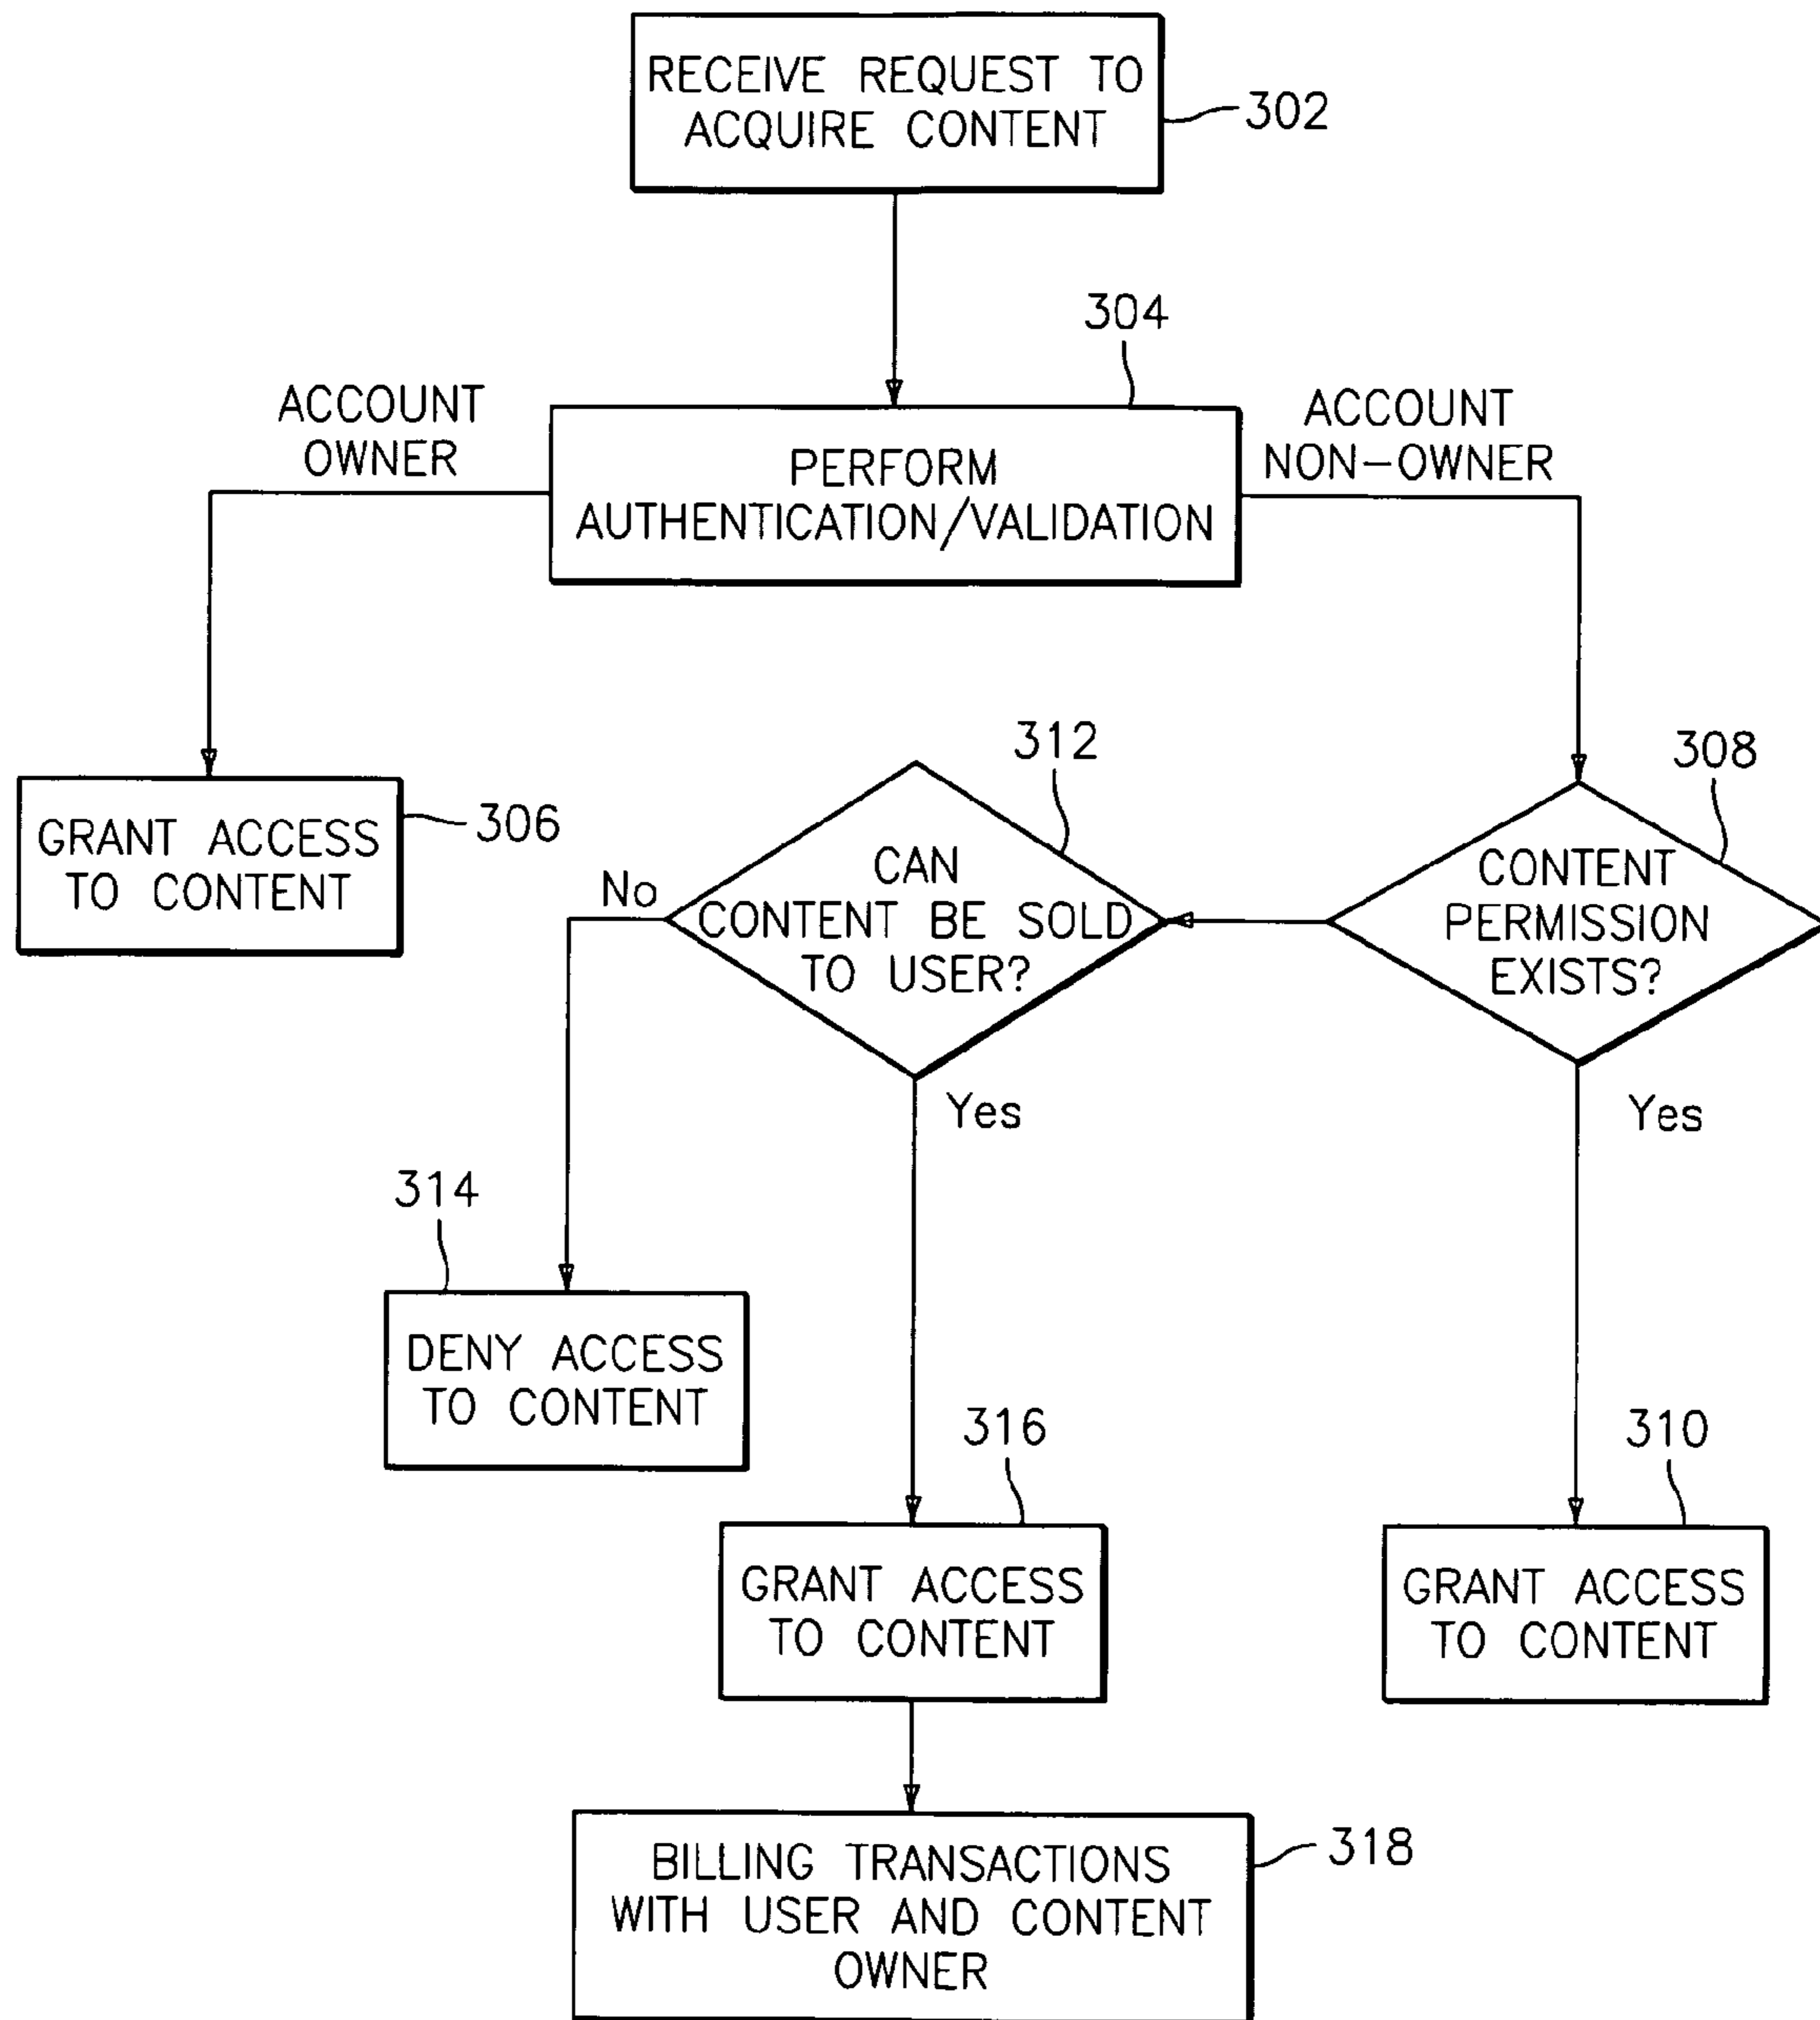 RECEIVE REQUEST TO
ACQUIRE CONTENT
302
304
ACCOUNT
OWNER
PERFORM
AUTHENTICATION/VALIDATION
ACCOUNT
NON-OWNER
GRANT ACCESS
TO CONTENT
306
312
CAN
CONTENT BE SOLD
TO USER?
No
Yes
308
CONTENT
PERMISSION
EXISTS?
Yes
314
DENY ACCESS
TO CONTENT
316
GRANT ACCESS
TO CONTENT
310
GRANT ACCESS
TO CONTENT
BILLING TRANSACTIONS
WITH USER AND CONTENT
OWNER
318